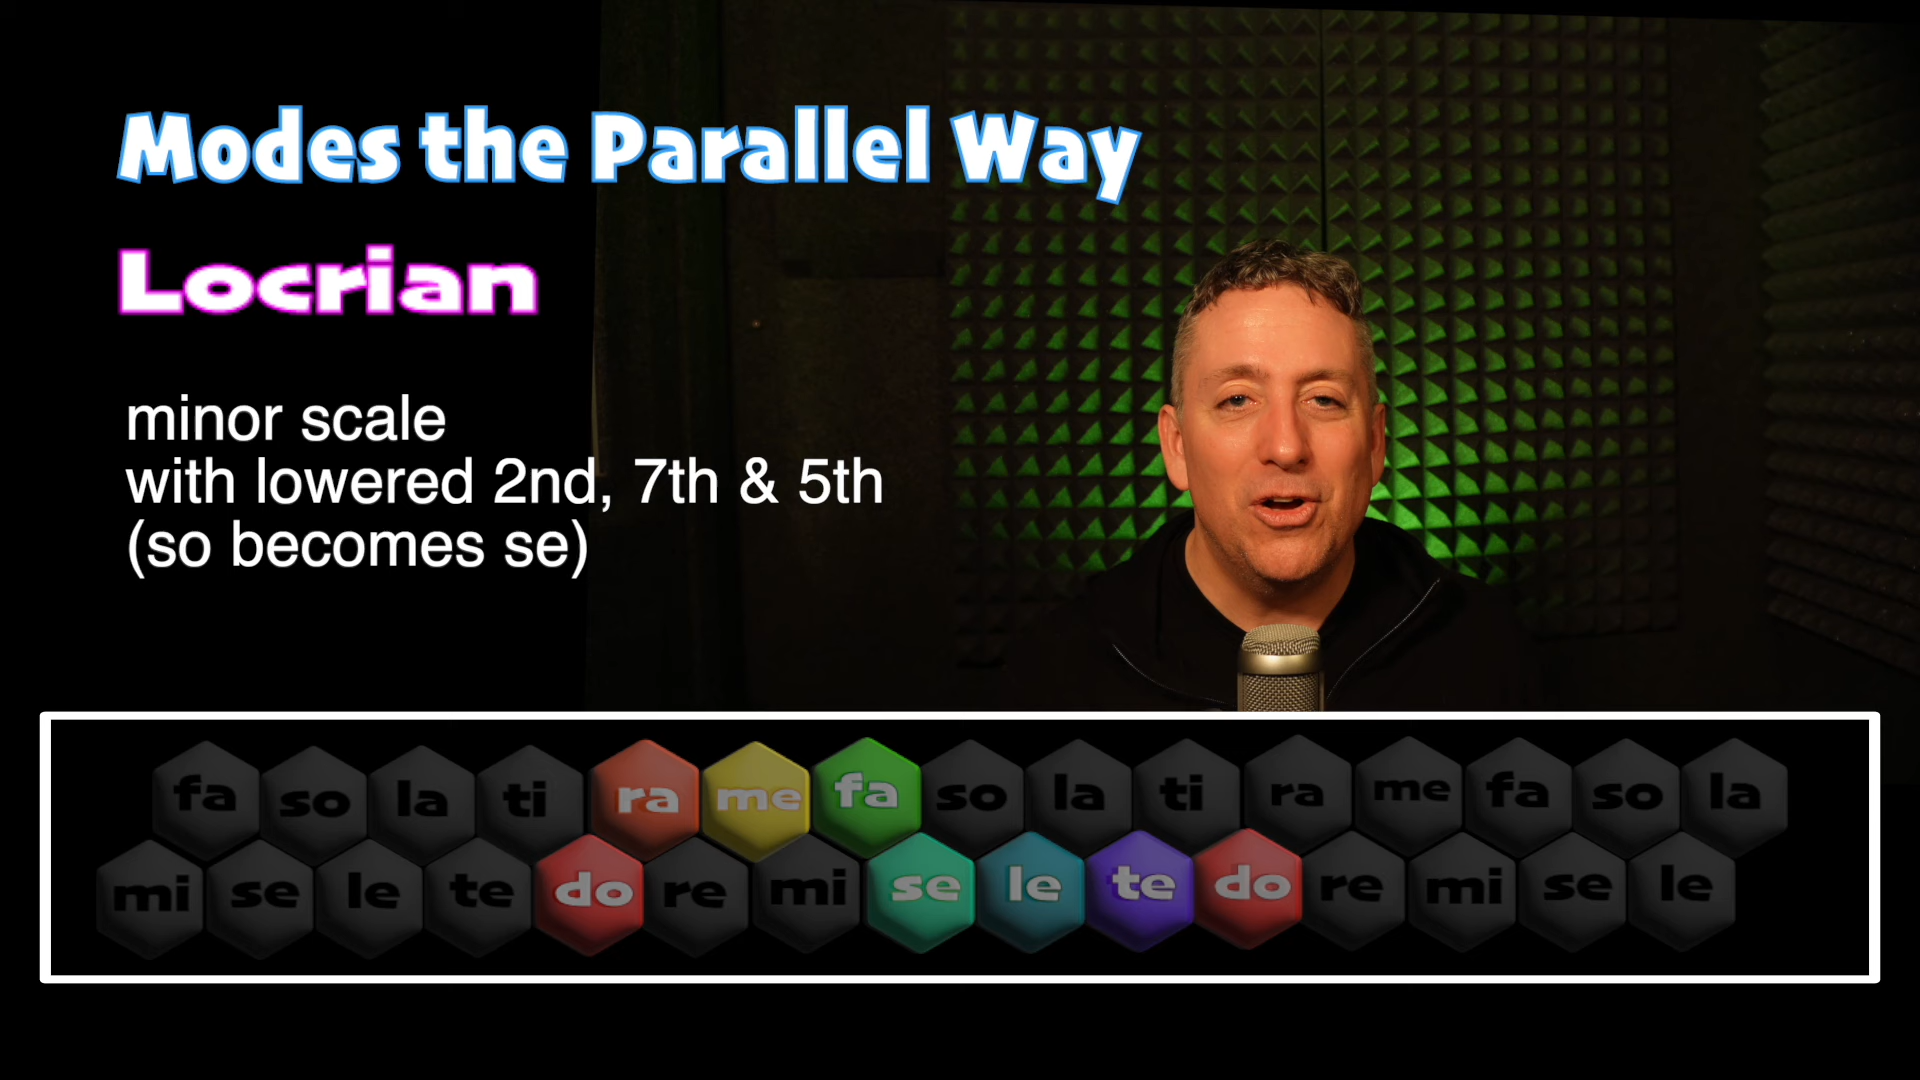 Modes the Parallel Way
Locrian
minor scale
with lowered 2nd, 7th & 5th
(so becomes se)
fa so la ti ra me fa so la ti ra me fa so la
mi se le te do re mi se le te do re mi se le